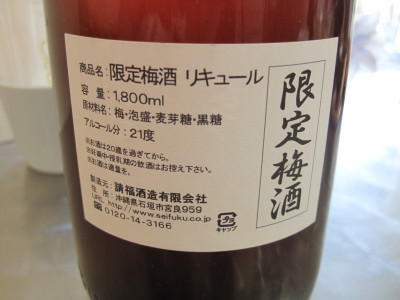 商品名:限定梅酒 リキュール
容 量:1,800ml
原材料名:梅・泡盛・麦芽糖・黒糖
アルコール分:21度
※お酒は20歳を過ぎてから。
※妊娠中・授乳期の飲酒はお控え下さい。
※お酒は適量を。
製造元:請福酒造有限会社
住 所:沖縄県石垣市宮良959
URL:http://www.seifuku.co.jp
0120-14-3166
キャップ
限定梅酒